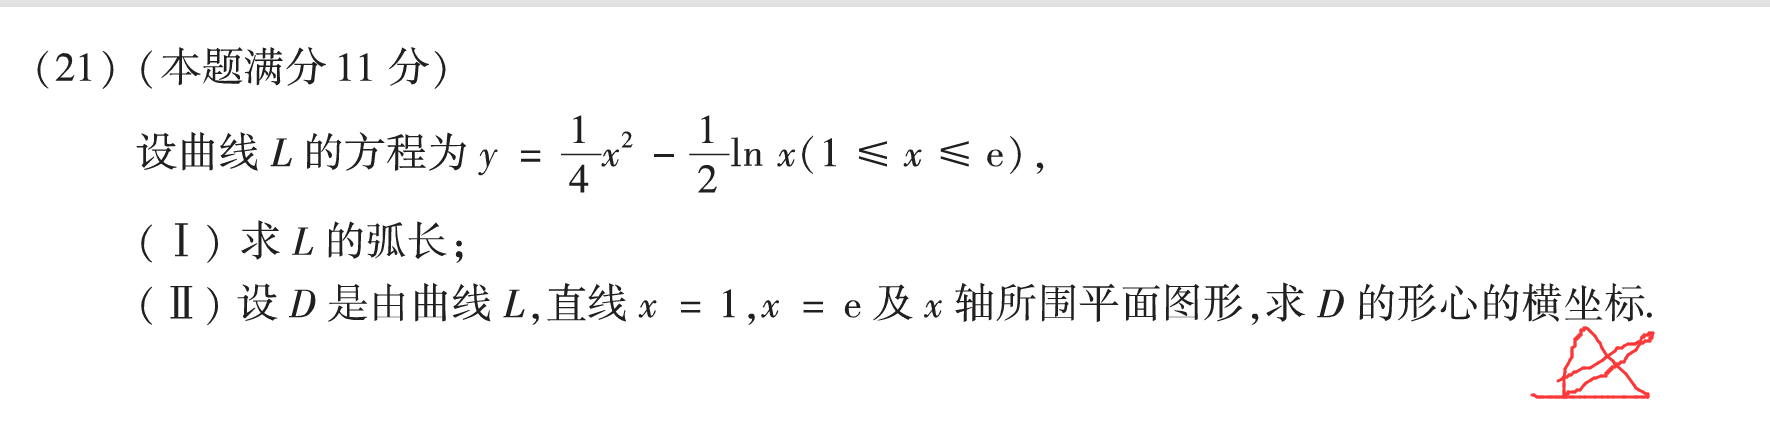 (21) (本题满分 11 分)
设曲线 L 的方程为 y = \frac{1}{4}x^2 - \frac{1}{2}ln x(1 ≤ x ≤ e),
(Ⅰ) 求 L 的弧长;
(Ⅱ) 设 D 是由曲线 L,直线 x = 1,x = e 及 x 轴所围平面图形,求 D 的形心的横坐标.